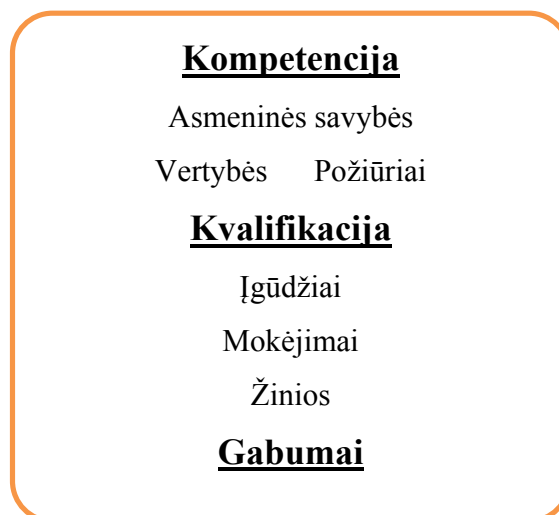 Kompetencija
Asmeninės savybės
Vertybės Požiūriai
Kvalifikacija
Įgūdžiai
Mokėjimai
Žinios
Gabumai